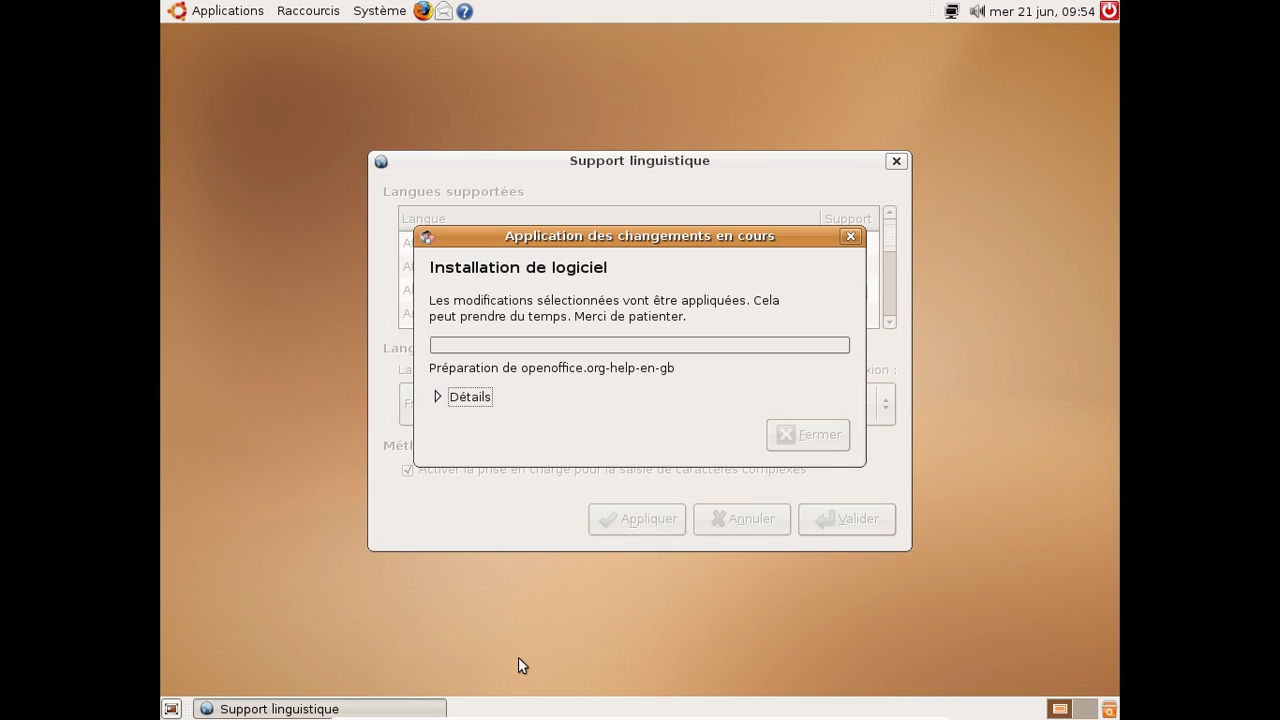 Applications Raccourcis Système mer 21 jun, 09:54
Support linguistique
Langues supportées
Langue Support
Application des changements en cours
Installation de logiciel
Les modifications sélectionnées vont être appliquées. Cela
peut prendre du temps. Merci de patienter.
Préparation de openoffice.org-help-en-gb
Détails
Fermer
Activer la prise en charge pour la saisie de caractères complexes
Appliquer Annuler Valider
Support linguistique